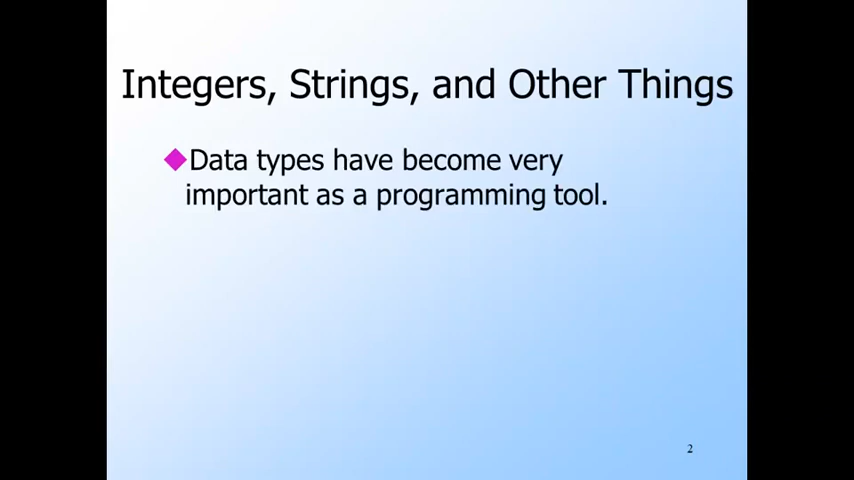 Integers, Strings, and Other Things
Data types have become very
important as a programming tool.
2